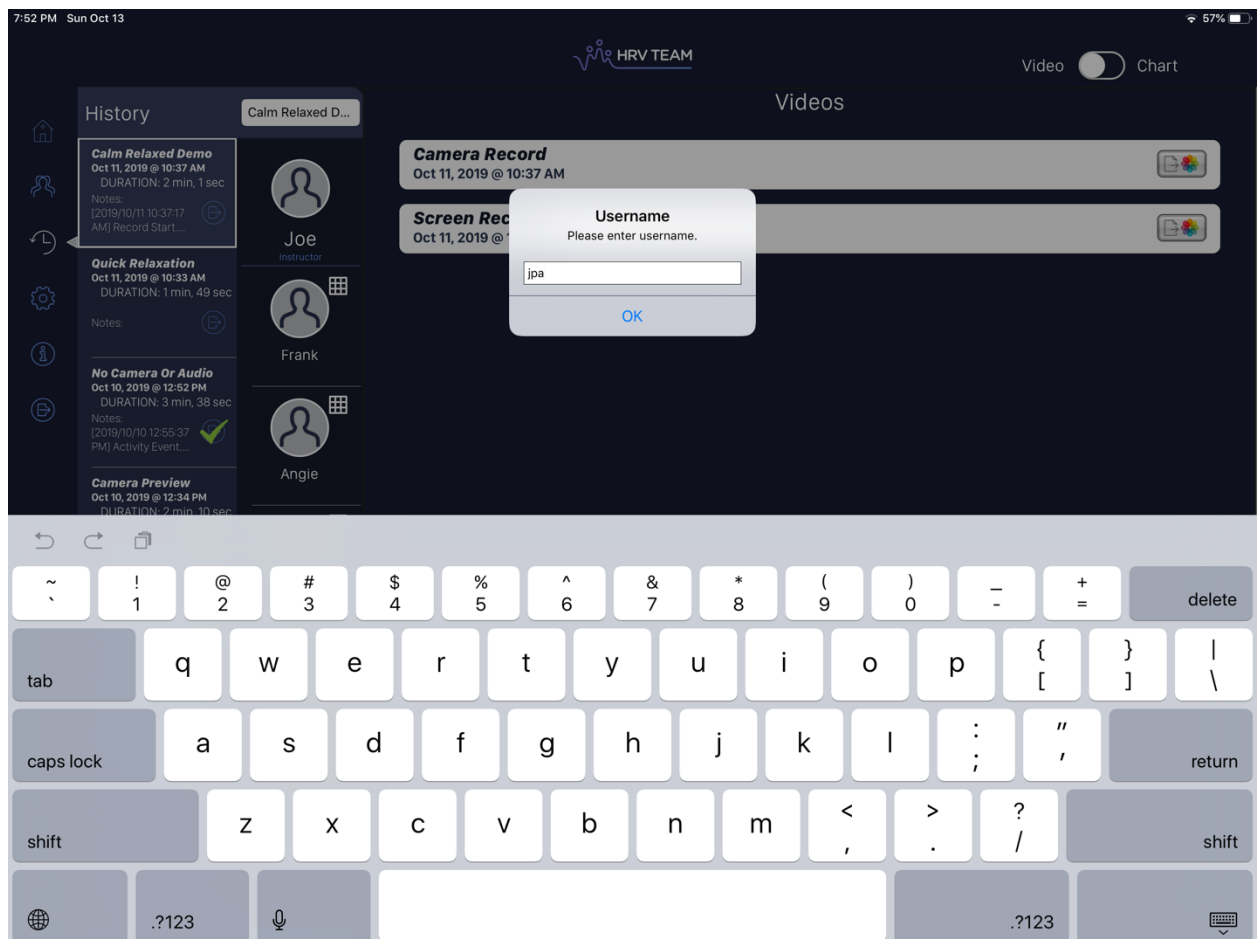 7:52 PM Sun Oct 13
57%
HRV TEAM
Video
Chart
History
Calm Relaxed D...
Videos
Calm Relaxed Demo
Oct 11, 2019 @ 10:37 AM
DURATION: 2 min, 1 sec
Notes:
[2019/10/11 10:37:17
AM] Record Start....
Quick Relaxation
Oct 11, 2019 @ 10:33 AM
DURATION: 1 min, 49 sec
Notes:
No Camera Or Audio
Oct 10, 2019 @ 12:52 PM
DURATION: 3 min, 38 sec
Notes:
[2019/10/10 12:55:37
PM] Activity Event....
Camera Preview
Oct 10, 2019 @ 12:34 PM
DURATION: 2 min, 10 sec
Joe
Instructor
Frank
Angie
Camera Record
Oct 11, 2019 @ 10:37 AM
Screen Rec
Oct 11, 2019 @
Username
Please enter username.
jpa
OK
~ ! @ # $ % ^ & * ( ) _ +
` 1 2 3 4 5 6 7 8 9 0 - = delete
tab q w e r t y u i o p { [ } ] | \
caps lock a s d f g h j k l : ; " ' return
shift z x c v b n m < , > . ? / shift
.?123 .?123